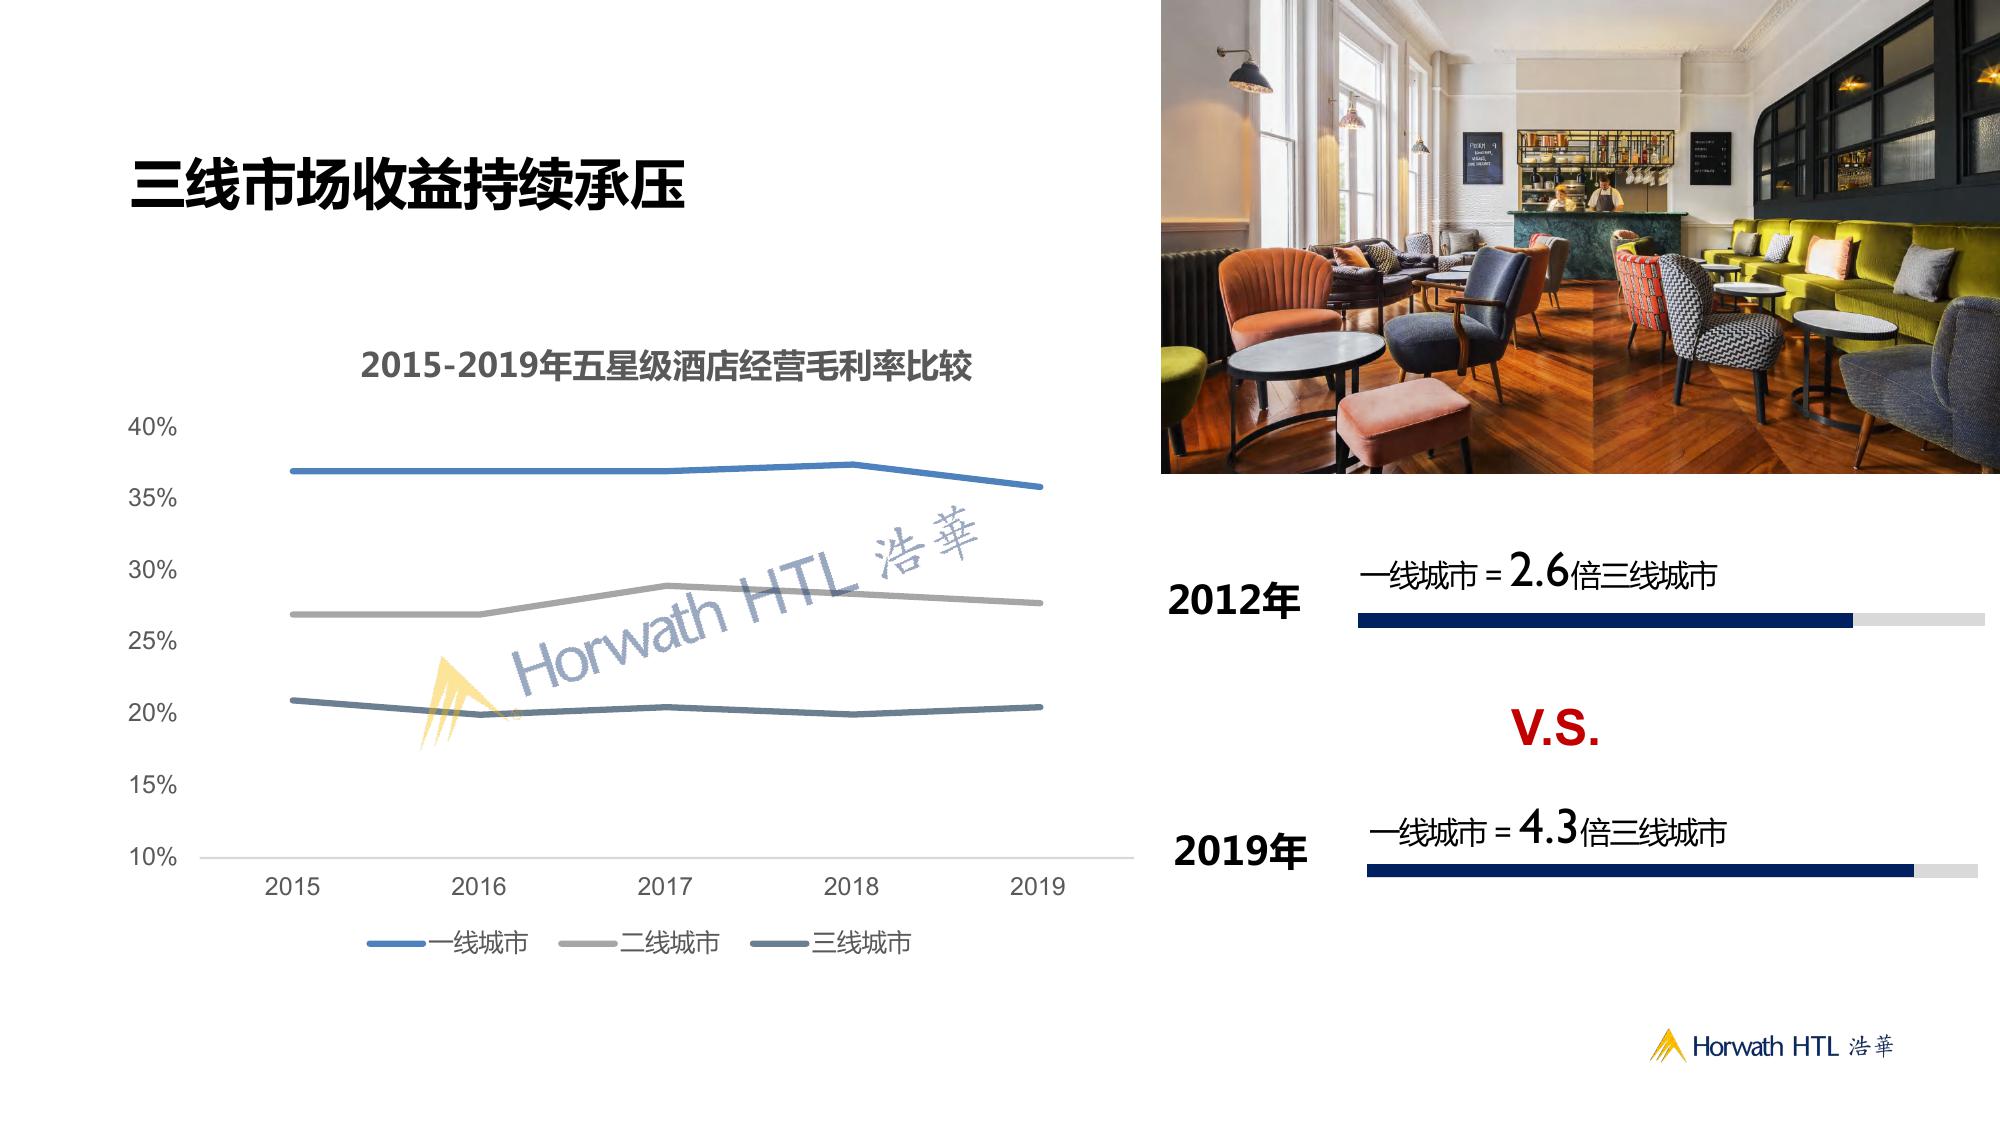 三线市场收益持续承压
2015-2019年五星级酒店经营毛利率比较
40%
35%
30%
25%
20%
15%
10%
2015 2016 2017 2018 2019
一线城市 二线城市 三线城市
Horwath HTL 浩華
2012年
一线城市 = 2.6倍三线城市
V.S.
2019年
一线城市 = 4.3倍三线城市
Horwath HTL 浩華